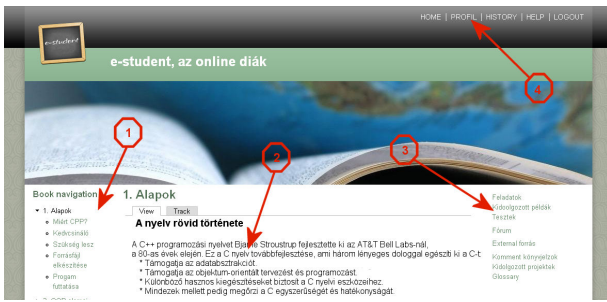 HOME | PROFIL | HISTORY | HELP | LOGOUT
e-student
e-student, az online diák
4
1
2
3
Book navigation
1. Alapok
Miért CPP?
Kedvcsináló
Szükség lesz
Forrásfájl
elkészítése
Progam
futtatása
1. Alapok
View Track
A nyelv rövid története
A C++ programozási nyelvet Bjarne Stroustrup fejlesztette ki az AT&T Bell Labs-nál,
a 80-as évek elején. Ez a C nyelv továbbfejlesztése, ami három lényeges dologgal egészíti ki a C-t:
* Támogatja az adatabsztrakciót.
* Támogatja az objektum-orientált tervezést és programozást.
* Különböző hasznos kiegészítéseket biztosít a C nyelvi eszközeihez.
* Mindezek mellett pedig megőrzi a C egyszerűségét és hatékonyságát.
Feladatok
Kidolgozott példák
Tesztek
Fórum
External forrás
Komment könyvjelzők
Kidolgozott projektek
Glossary